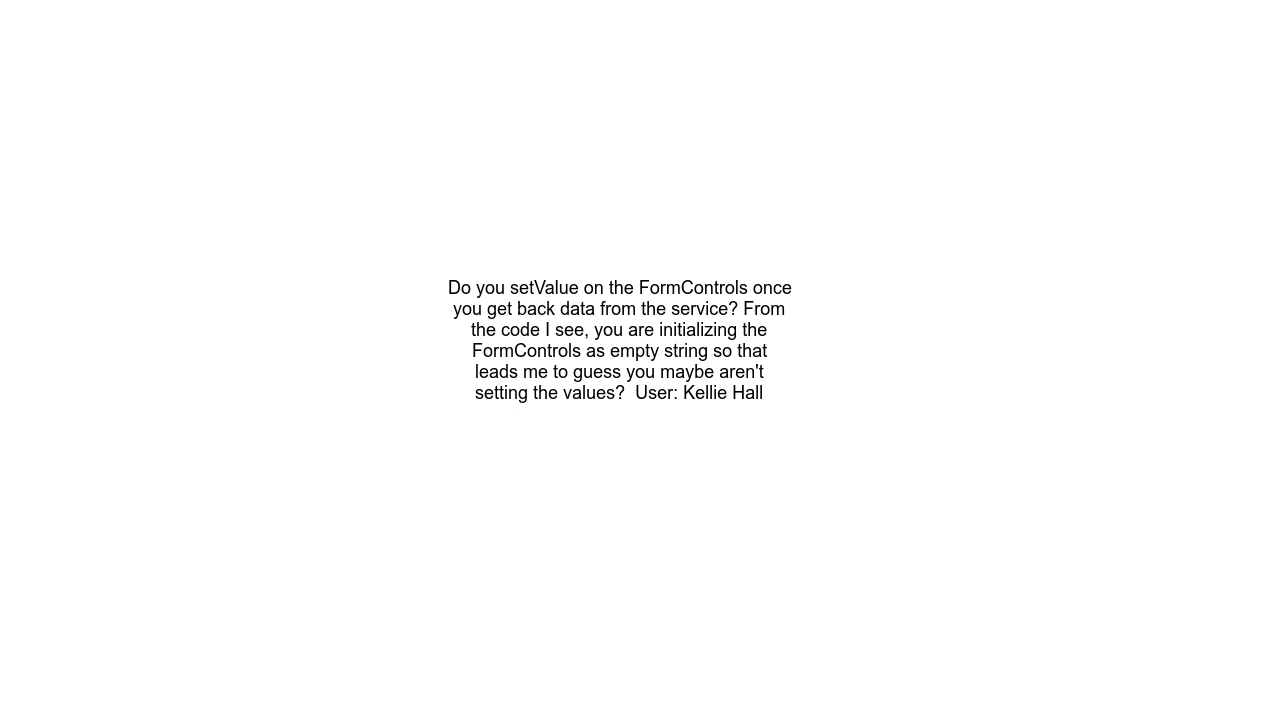 Do you setValue on the FormControls once
you get back data from the service? From
the code I see, you are initializing the
FormControls as empty string so that
leads me to guess you maybe aren't
setting the values?  User: Kellie Hall